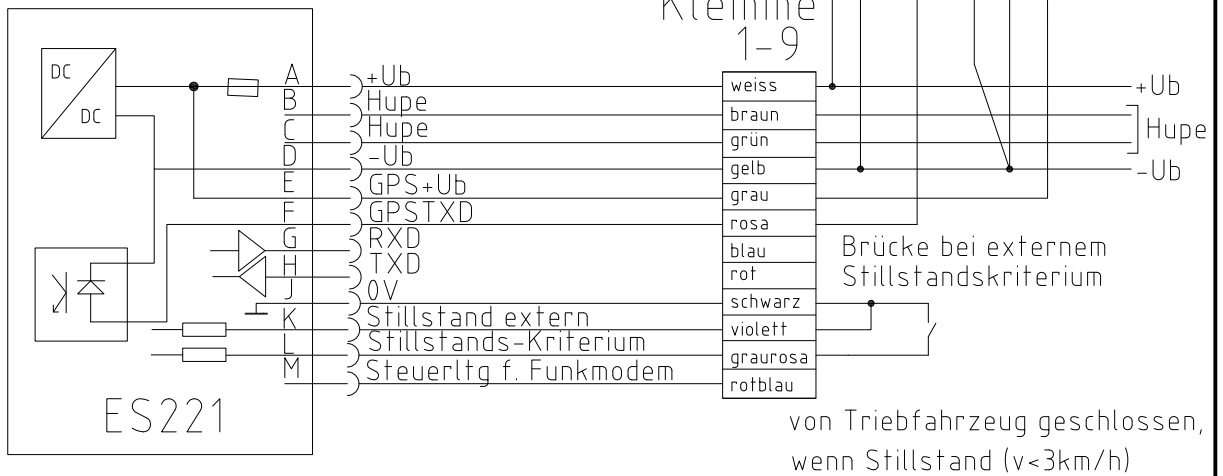 Klemme
1-9
DC
DC
A +Ub weiss +Ub
B Hupe braun
Hupe
C Hupe grün
D -Ub gelb -Ub
E GPS+Ub grau
F GPSTXD rosa
G RXD blau
H TXD rot
J 0V schwarz
K Stillstand extern violett
L Stillstands-Kriterium graurosa
M Steuerltg f. Funkmodem rotblau
Brücke bei externem
Stillstandskriterium
ES221
von Triebfahrzeug geschlossen,
wenn Stillstand (v<3km/h)